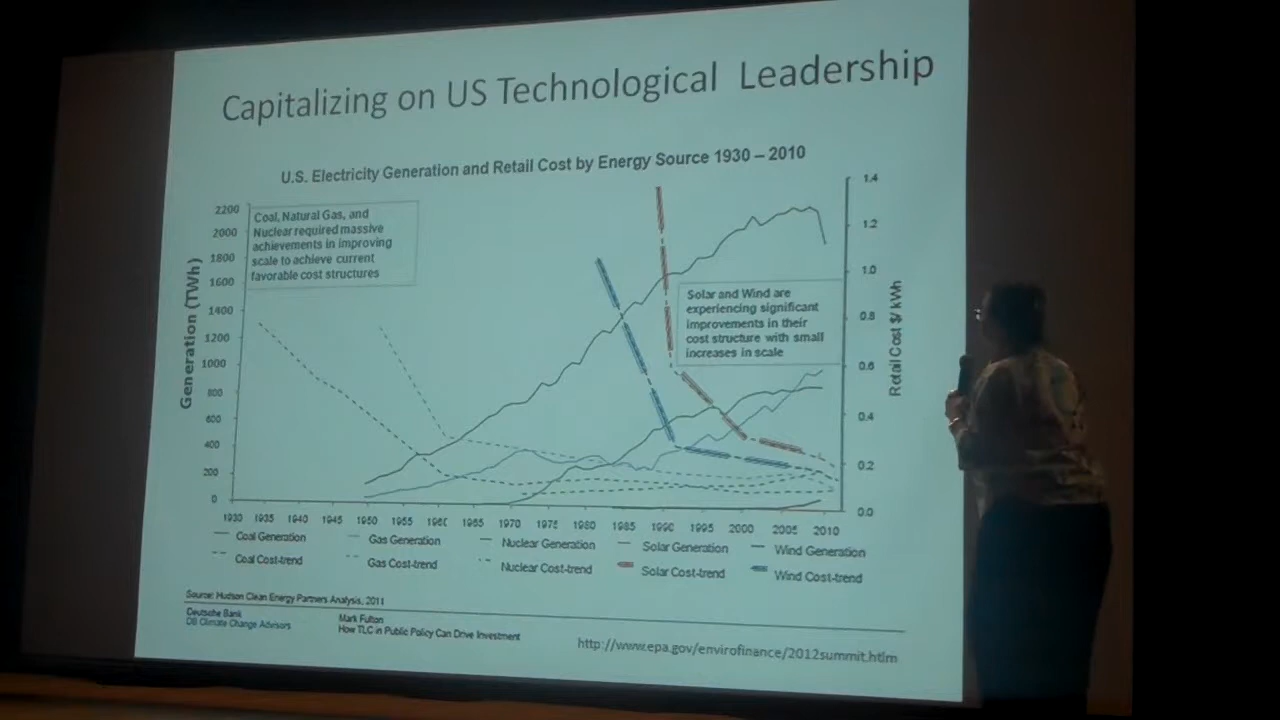 Capitalizing on US Technological Leadership
U.S. Electricity Generation and Retail Cost by Energy Source 1930 – 2010
Coal, Natural Gas, and
Nuclear required massive
achievements in improving
scale to achieve current
favorable cost structures
Solar and Wind are
experiencing significant
improvements in their
cost structure with small
increases in scale
Generation (TWh)
2200
2000
1800
1600
1400
1200
1000
800
600
400
200
0
Retail Cost $/ kWh
1.4
1.2
1.0
0.8
0.6
0.4
0.2
0.0
1930 1935 1940 1945 1950 1955 1960 1965 1970 1975 1980 1985 1990 1995 2000 2005 2010
Coal Generation Gas Generation Nuclear Generation Solar Generation Wind Generation
Coal Cost-trend Gas Cost-trend Nuclear Cost-trend Solar Cost-trend Wind Cost-trend
Source: Hudson Clean Energy Partners Analysis, 2011
Deutsche Bank Mark Fulton
DB Climate Change Advisors How TLC in Public Policy Can Drive Investment
http://www.epa.gov/envirofinance/2012summit.htlm